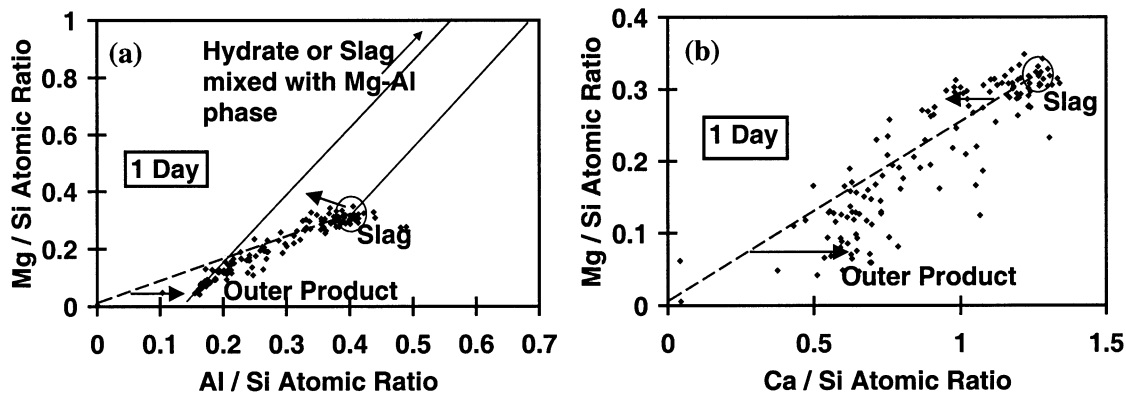 (a)
Hydrate or Slag
mixed with Mg-Al
phase
1 Day
Slag
Outer Product
Mg / Si Atomic Ratio
1
0.8
0.6
0.4
0.2
0
0 0.1 0.2 0.3 0.4 0.5 0.6 0.7
Al / Si Atomic Ratio
(b)
1 Day
Slag
Outer Product
Mg / Si Atomic Ratio
0.4
0.3
0.2
0.1
0
0 0.5 1 1.5
Ca / Si Atomic Ratio